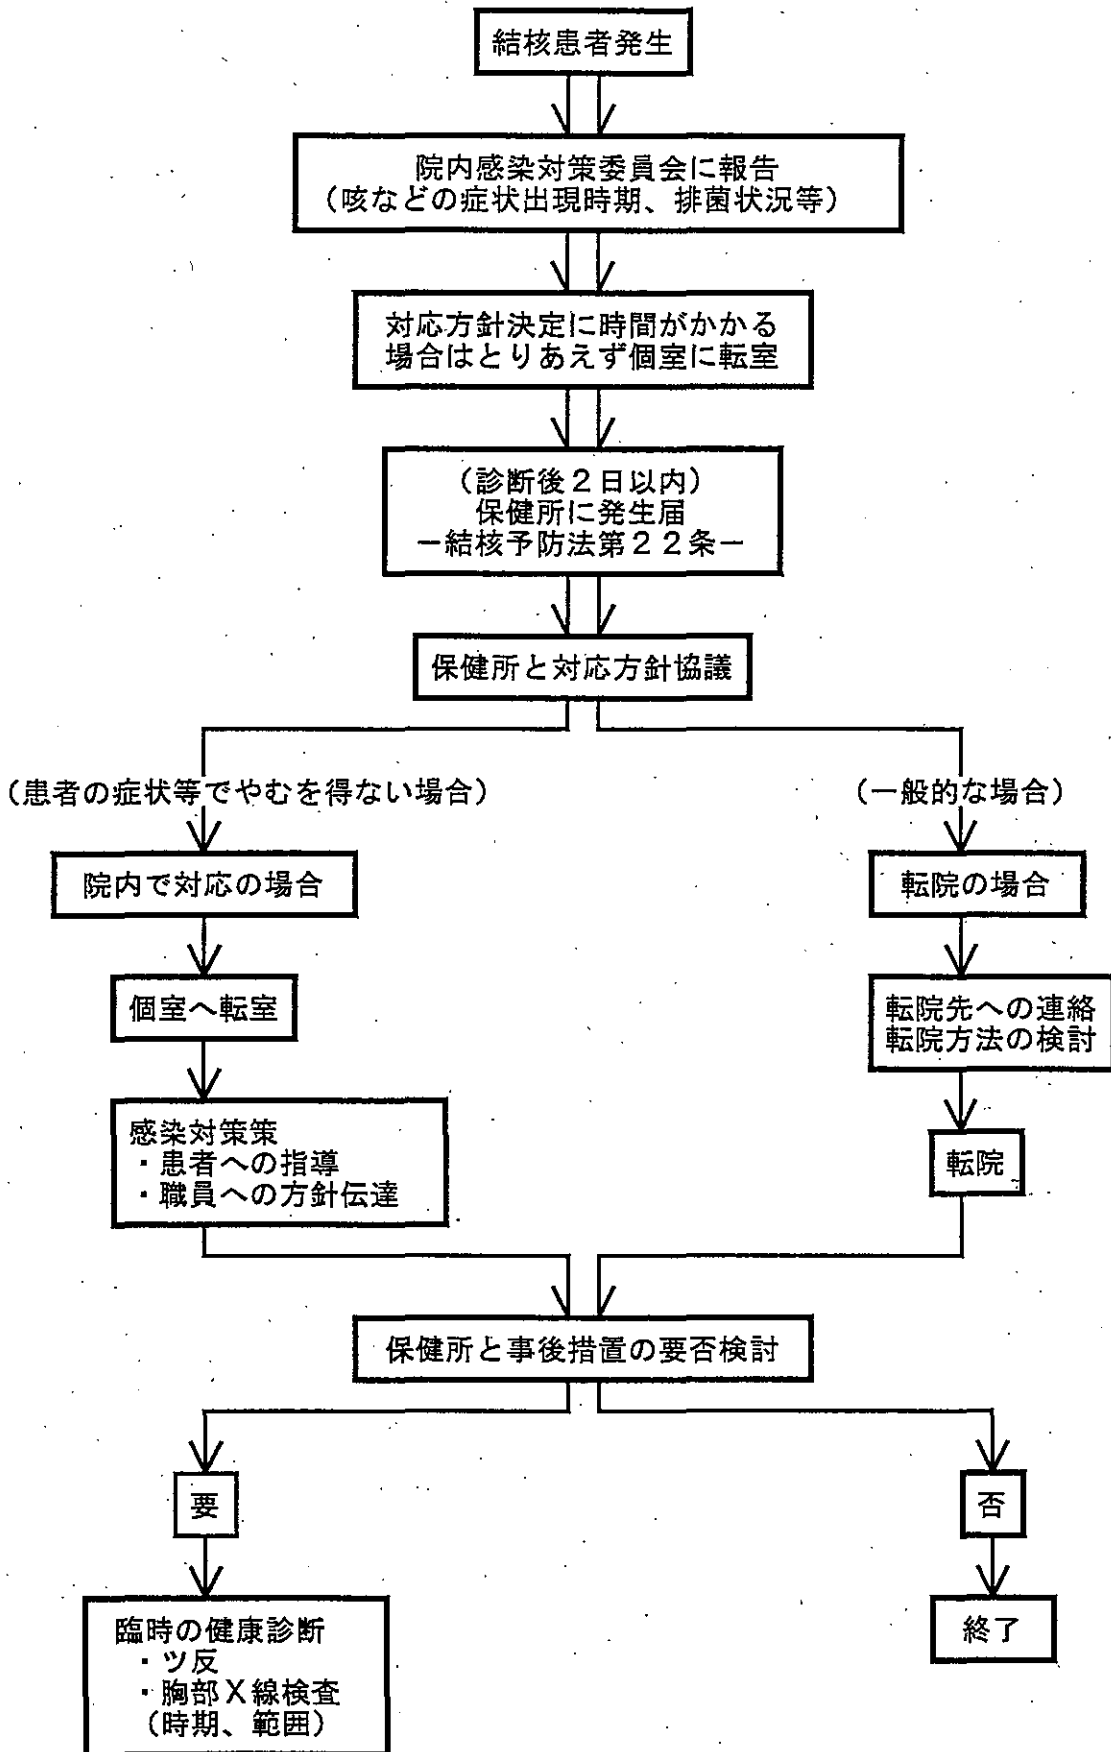 結核患者発生
院内感染対策委員会に報告
(咳などの症状出現時期、排菌状況等)
対応方針決定に時間がかかる
場合はとりあえず個室に転室
(診断後2日以内)
保健所に発生届
-結核予防法第22条-
保健所と対応方針協議
(患者の症状等でやむを得ない場合)
(一般的な場合)
院内で対応の場合
転院の場合
個室へ転室
転院先への連絡
転院方法の検討
感染対策策
・患者への指導
・職員への方針伝達
転院
保健所と事後措置の要否検討
要
否
臨時の健康診断
・ツ反
・胸部X線検査
(時期、範囲)
終了